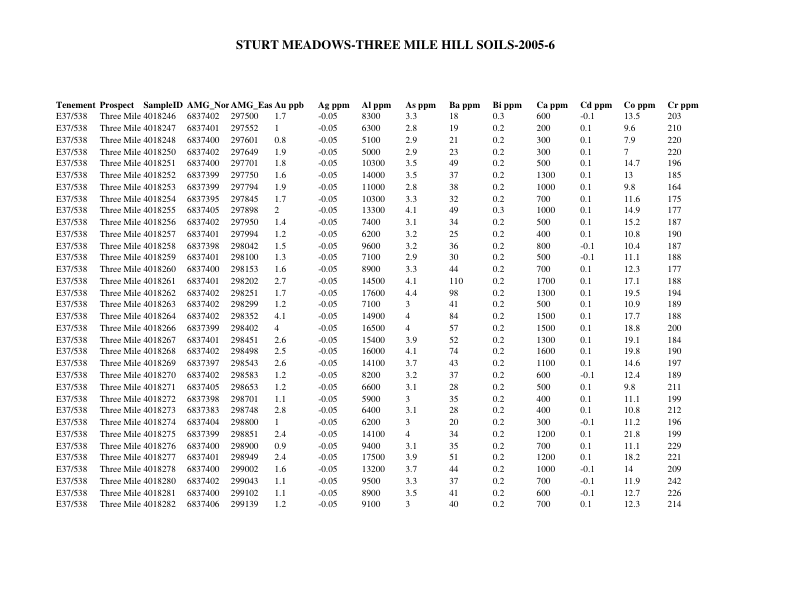 STURT MEADOWS-THREE MILE HILL SOILS-2005-6
Tenement Prospect SampleID AMG_Nor AMG_Eas Au ppb Ag ppm Al ppm As ppm Ba ppm Bi ppm Ca ppm Cd ppm Co ppm Cr ppm
E37/538 Three Mile 4018246 6837402 297500 1.7 -0.05 8300 3.3 18 0.3 600 -0.1 13.5 203
E37/538 Three Mile 4018247 6837401 297552 1 -0.05 6300 2.8 19 0.2 200 0.1 9.6 210
E37/538 Three Mile 4018248 6837400 297601 0.8 -0.05 5100 2.9 21 0.2 300 0.1 7.9 220
E37/538 Three Mile 4018250 6837402 297649 1.9 -0.05 5000 2.9 23 0.2 300 0.1 7 220
E37/538 Three Mile 4018251 6837400 297701 1.8 -0.05 10300 3.5 49 0.2 500 0.1 14.7 196
E37/538 Three Mile 4018252 6837399 297750 1.6 -0.05 14000 3.5 37 0.2 1300 0.1 13 185
E37/538 Three Mile 4018253 6837399 297794 1.9 -0.05 11000 2.8 38 0.2 1000 0.1 9.8 164
E37/538 Three Mile 4018254 6837395 297845 1.7 -0.05 10300 3.3 32 0.2 700 0.1 11.6 175
E37/538 Three Mile 4018255 6837405 297898 2 -0.05 13300 4.1 49 0.3 1000 0.1 14.9 177
E37/538 Three Mile 4018256 6837402 297950 1.4 -0.05 7400 3.1 34 0.2 500 0.1 15.2 187
E37/538 Three Mile 4018257 6837401 297994 1.2 -0.05 6200 3.2 25 0.2 400 0.1 10.8 190
E37/538 Three Mile 4018258 6837398 298042 1.5 -0.05 9600 3.2 36 0.2 800 -0.1 10.4 187
E37/538 Three Mile 4018259 6837401 298100 1.3 -0.05 7100 2.9 30 0.2 500 -0.1 11.1 188
E37/538 Three Mile 4018260 6837400 298153 1.6 -0.05 8900 3.3 44 0.2 700 0.1 12.3 177
E37/538 Three Mile 4018261 6837401 298202 2.7 -0.05 14500 4.1 110 0.2 1700 0.1 17.1 188
E37/538 Three Mile 4018262 6837402 298251 1.7 -0.05 17600 4.4 98 0.2 1300 0.1 19.5 194
E37/538 Three Mile 4018263 6837402 298299 1.2 -0.05 7100 3 41 0.2 500 0.1 10.9 189
E37/538 Three Mile 4018264 6837402 298352 4.1 -0.05 14900 4 84 0.2 1500 0.1 17.7 188
E37/538 Three Mile 4018266 6837399 298402 4 -0.05 16500 4 57 0.2 1500 0.1 18.8 200
E37/538 Three Mile 4018267 6837401 298451 2.6 -0.05 15400 3.9 52 0.2 1300 0.1 19.1 184
E37/538 Three Mile 4018268 6837402 298498 2.5 -0.05 16000 4.1 74 0.2 1600 0.1 19.8 190
E37/538 Three Mile 4018269 6837397 298543 2.6 -0.05 14100 3.7 43 0.2 1100 0.1 14.6 197
E37/538 Three Mile 4018270 6837402 298583 1.2 -0.05 8200 3.2 37 0.2 600 -0.1 12.4 189
E37/538 Three Mile 4018271 6837405 298653 1.2 -0.05 6600 3.1 28 0.2 500 0.1 9.8 211
E37/538 Three Mile 4018272 6837398 298701 1.1 -0.05 5900 3 35 0.2 400 0.1 11.1 199
E37/538 Three Mile 4018273 6837383 298748 2.8 -0.05 6400 3.1 28 0.2 400 0.1 10.8 212
E37/538 Three Mile 4018274 6837404 298800 1 -0.05 6200 3 20 0.2 300 -0.1 11.2 196
E37/538 Three Mile 4018275 6837399 298851 2.4 -0.05 14100 4 34 0.2 1200 0.1 21.8 199
E37/538 Three Mile 4018276 6837400 298900 0.9 -0.05 9400 3.1 35 0.2 700 0.1 11.1 229
E37/538 Three Mile 4018277 6837401 298949 2.4 -0.05 17500 3.9 51 0.2 1200 0.1 18.2 221
E37/538 Three Mile 4018278 6837400 299002 1.6 -0.05 13200 3.7 44 0.2 1000 -0.1 14 209
E37/538 Three Mile 4018280 6837402 299043 1.1 -0.05 9500 3.3 37 0.2 700 -0.1 11.9 242
E37/538 Three Mile 4018281 6837400 299102 1.1 -0.05 8900 3.5 41 0.2 600 -0.1 12.7 226
E37/538 Three Mile 4018282 6837406 299139 1.2 -0.05 9100 3 40 0.2 700 0.1 12.3 214